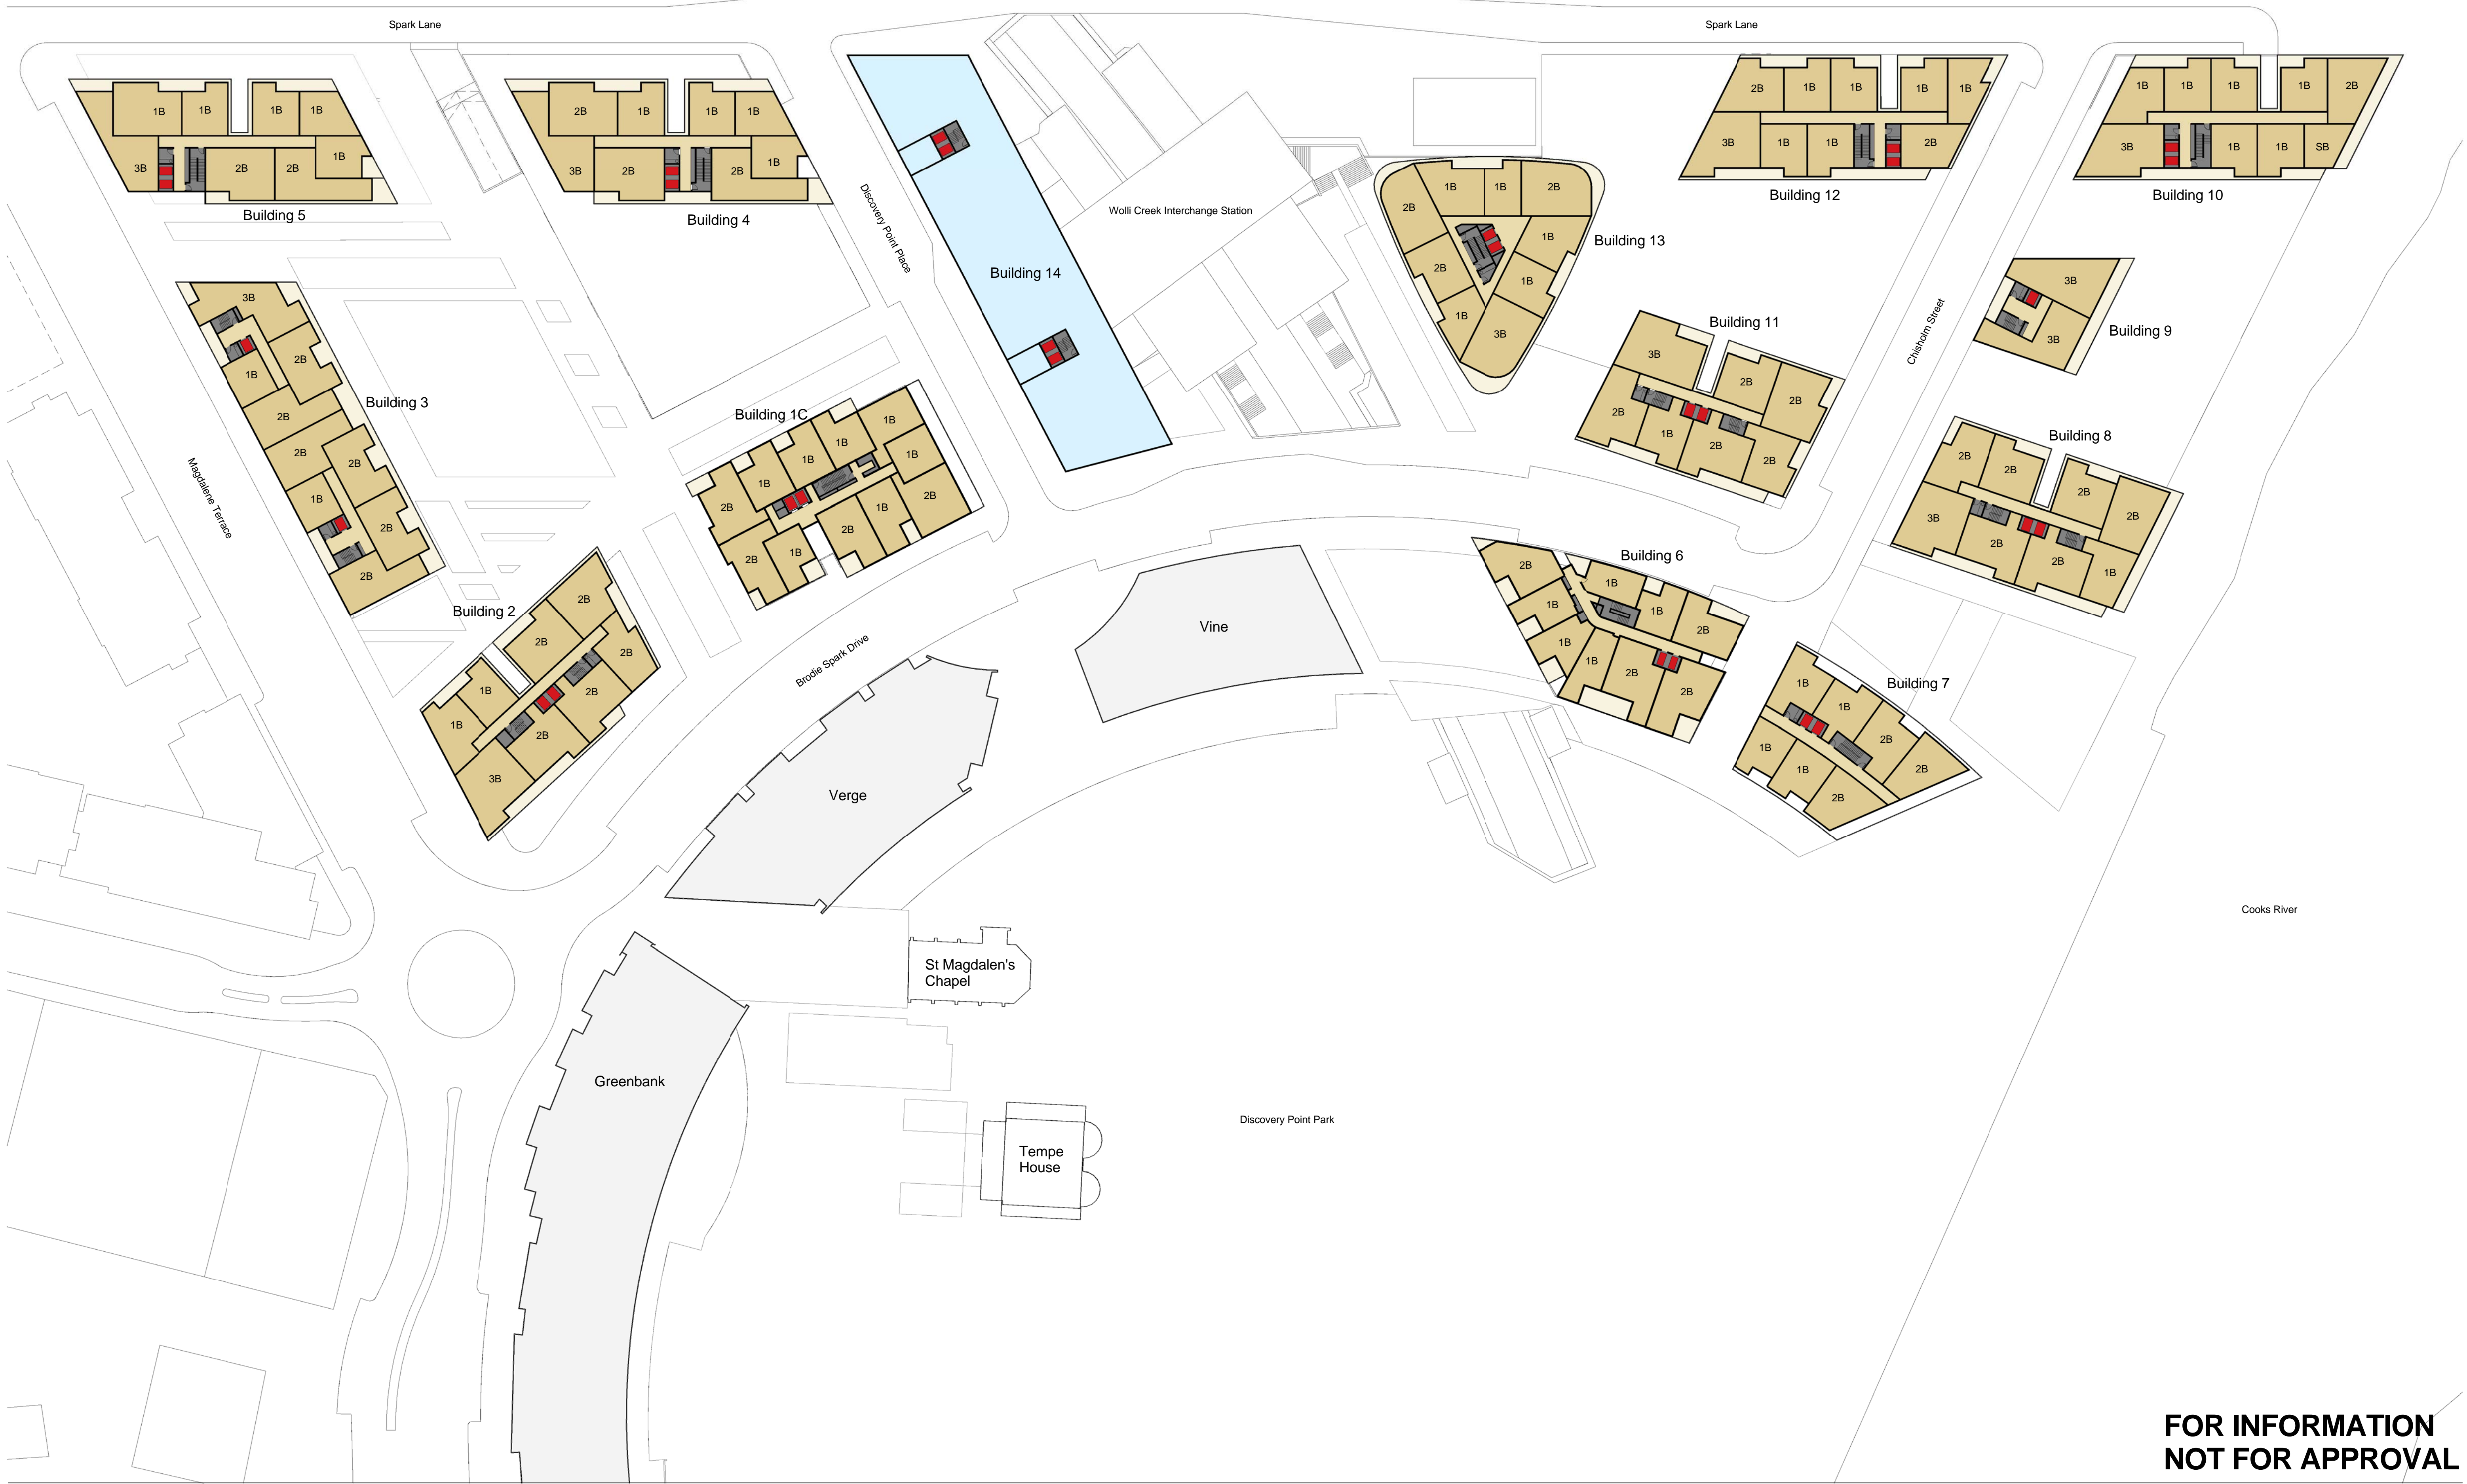 Spark Lane
Spark Lane
1B
1B
1B
1B
3B
2B
2B
1B
Building 5
2B
1B
1B
1B
3B
2B
2B
1B
Building 4
Discovery Point Place
Building 14
Wolli Creek Interchange Station
1B
1B
2B
2B
1B
2B
1B
1B
3B
Building 13
2B
1B
1B
1B
1B
3B
1B
1B
2B
Building 12
1B
1B
1B
1B
2B
3B
1B
1B
SB
Building 10
3B
3B
Building 9
Chisholm Street
Building 11
3B
2B
2B
2B
1B
2B
2B
Building 8
2B
2B
2B
2B
3B
2B
2B
1B
3B
2B
1B
2B
2B
2B
1B
2B
2B
Building 3
Magdalene Terrace
Building 1C
1B
1B
1B
1B
1B
2B
2B
1B
2B
1B
2B
Building 2
2B
2B
2B
1B
2B
1B
2B
3B
Brodie Spark Drive
Vine
Building 6
2B
1B
1B
1B
2B
1B
1B
2B
2B
Building 7
1B
1B
2B
2B
1B
1B
2B
Verge
Cooks River
St Magdalen's
Chapel
Greenbank
Discovery Point Park
Tempe
House
FOR INFORMATION
NOT FOR APPROVAL